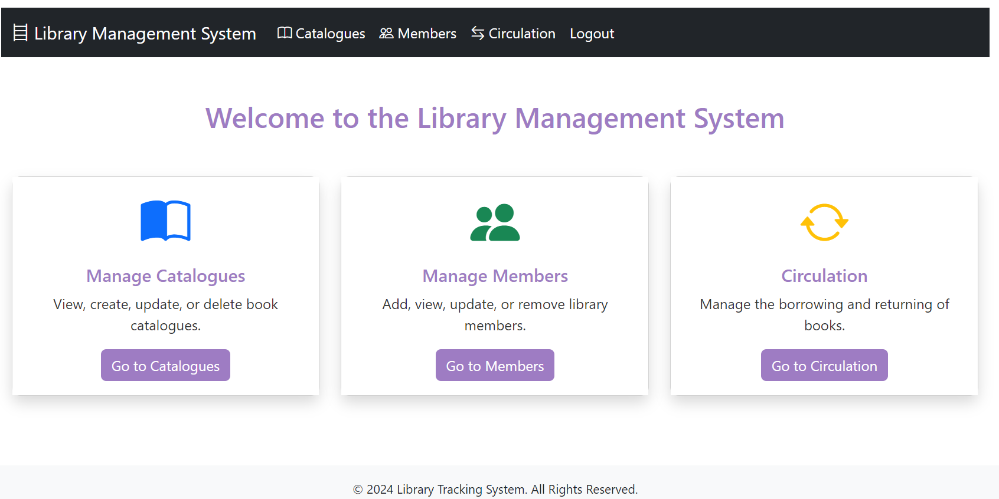 Library Management System Catalogues Members Circulation Logout
Welcome to the Library Management System
Manage Catalogues
View, create, update, or delete book
catalogues.
Go to Catalogues
Manage Members
Add, view, update, or remove library
members.
Go to Members
Circulation
Manage the borrowing and returning of
books.
Go to Circulation
© 2024 Library Tracking System. All Rights Reserved.